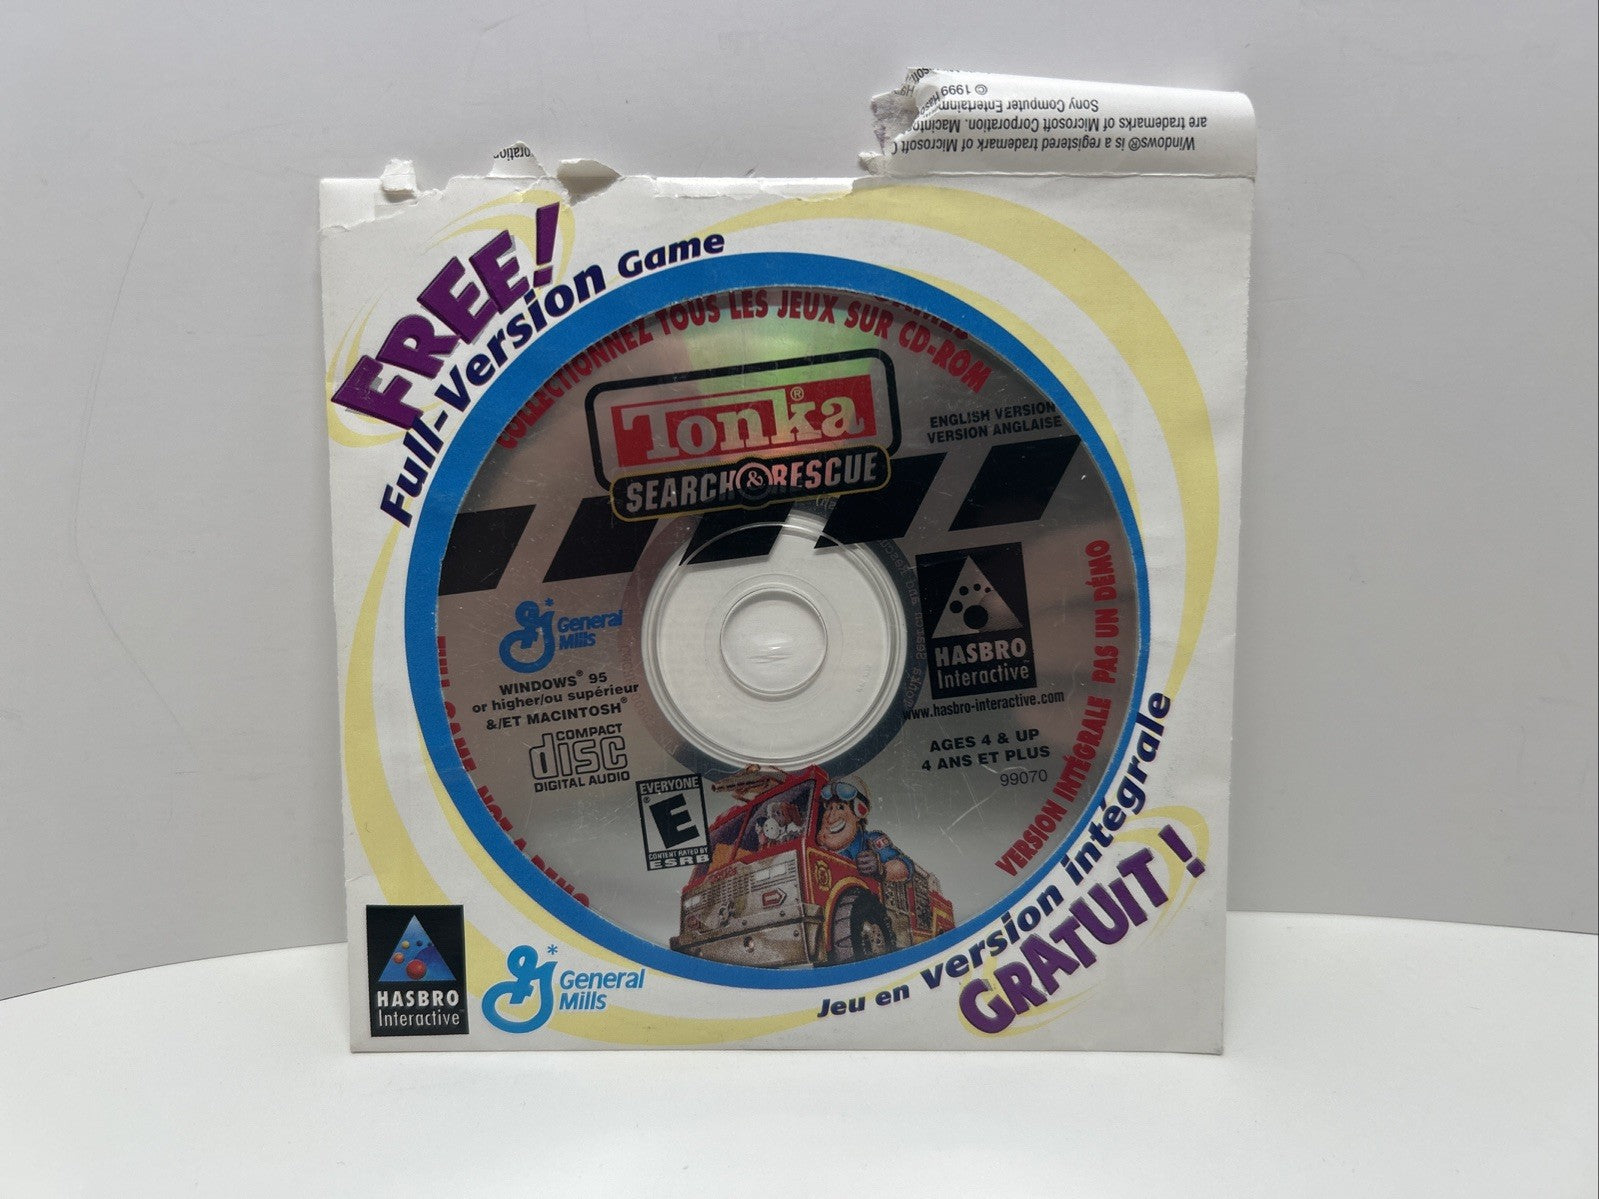 Windows® is a registered trademark of Microsoft
are trademarks of Microsoft Corporation.
Sony Computer
© 1999
FREE!
Full-Version Game
COLLECTIONNEZ TOUS LES JEUX SUR CD-ROM
Tonka®
SEARCH & RESCUE
ENGLISH VERSION
VERSION ANGLAISE
General
Mills
WINDOWS® 95
or higher/ou supérieur
&/ET MACINTOSH®
COMPACT
disc
DIGITAL AUDIO
EVERYONE
E
CONTENT RATED BY
ESRB
HASBRO
Interactive™
www.hasbro-interactive.com
AGES 4 & UP
4 ANS ET PLUS
99070
VERSION INTÉGRALE PAS UN DÉMO
Jeu en Version intégrale
GRATUIT!
HASBRO
Interactive™
General
Mills